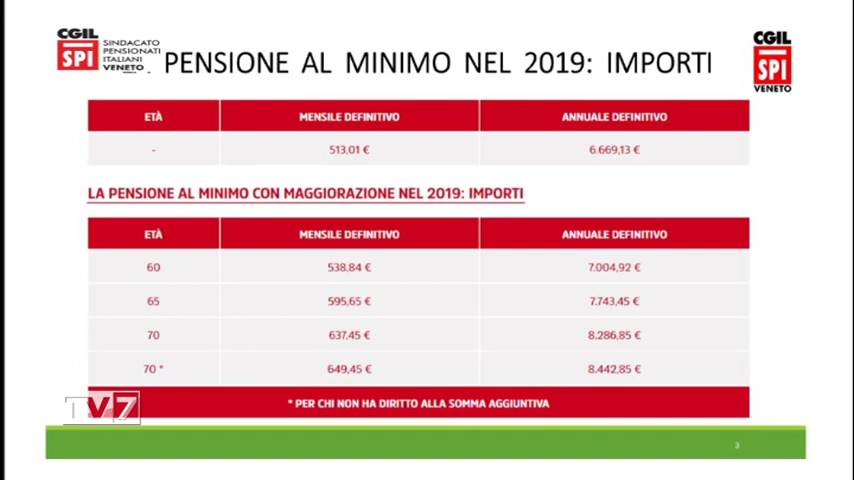 CGIL
SPI
SINDACATO
PENSIONATI
ITALIANI
VENETO
PENSIONE AL MINIMO NEL 2019: IMPORTI
CGIL
SPI
VENETO
ETÀ MENSILE DEFINITIVO ANNUALE DEFINITIVO
- 513,01 € 6.669,13 €
LA PENSIONE AL MINIMO CON MAGGIORAZIONE NEL 2019: IMPORTI
ETÀ MENSILE DEFINITIVO ANNUALE DEFINITIVO
60 538,84 € 7.004,92 €
65 595,65 € 7.743,45 €
70 637,45 € 8.286,85 €
70 * 649,45 € 8.442,85 €
* PER CHI NON HA DIRITTO ALLA SOMMA AGGIUNTIVA
TV7
3